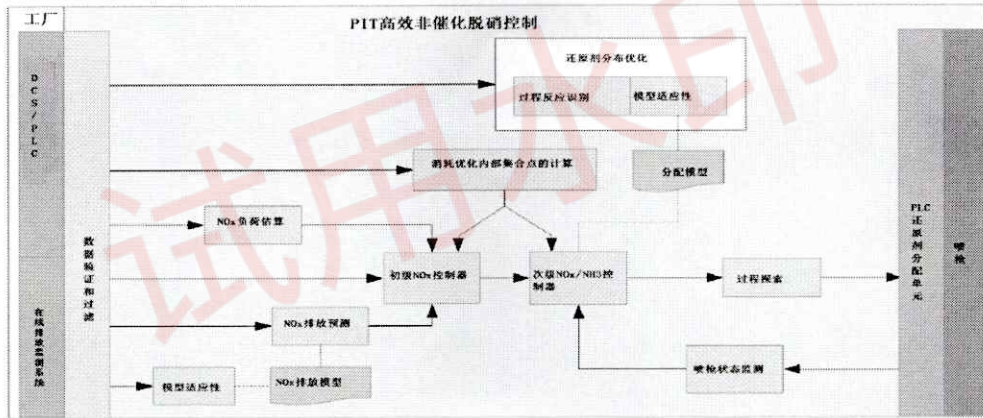 工厂
PIT高效非催化脱硝控制
DCS/PLC
在线排放监测系统
数据验证和过滤
还原剂分布优化
过程反应识别
模型适应性
消耗优化内部集合点的计算
分配模型
NOx负荷估算
初级NOx控制器
次级NOx/NH3控
制器
过程探索
NOx排放预测
模型适应性
NOx排放模型
喷枪状态监测
PLC
还原剂分配单元
喷枪
试用水印